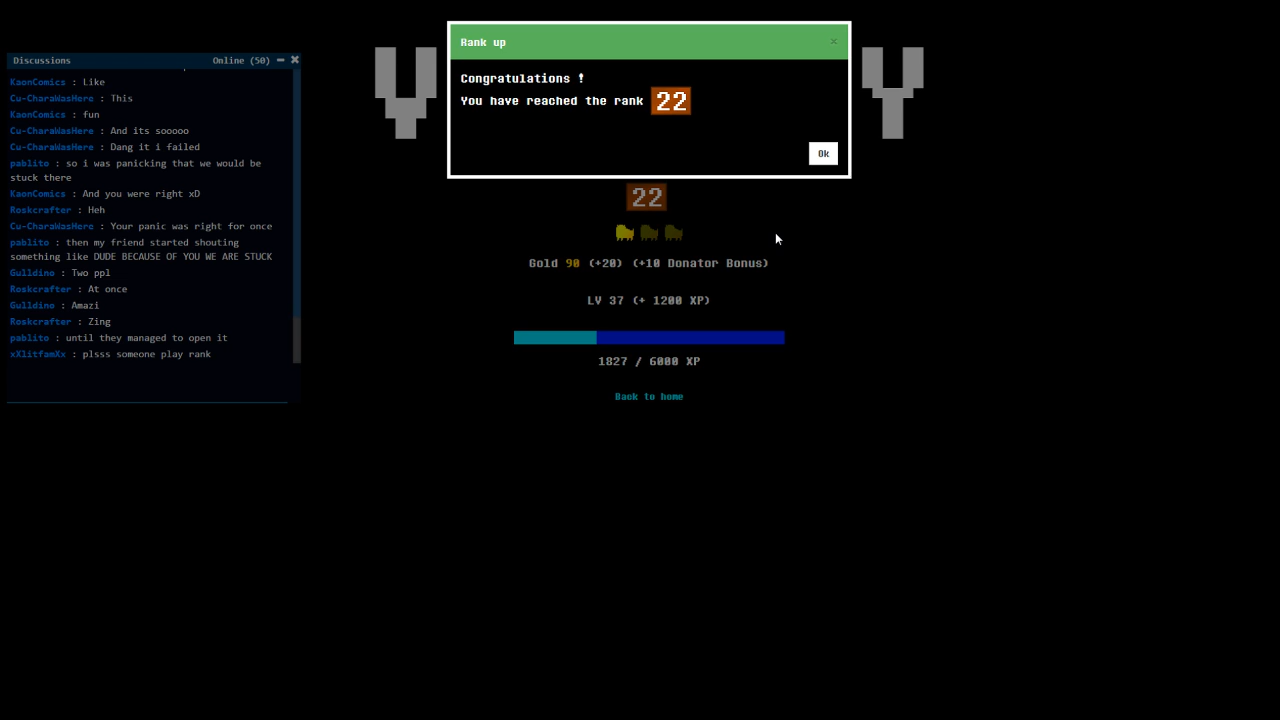 Discussions Online (50)
KaonComics : Like
Cu-CharaWasHere : This
KaonComics : fun
Cu-CharaWasHere : And its sooooo
Cu-CharaWasHere : Dang it i failed
pablito : so i was panicking that we would be
stuck there
KaonComics : And you were right xD
Roskcrafter : Heh
Cu-CharaWasHere : Your panic was right for once
pablito : then my friend started shouting
something like DUDE BECAUSE OF YOU WE ARE STUCK
Gulldino : Two ppl
Roskcrafter : At once
Gulldino : Amazi
Roskcrafter : Zing
pablito : until they managed to open it
xXlitfamXx : plsss someone play rank
Rank up
Congratulations !
You have reached the rank 22
Ok
V Y
22
Gold 90 (+20) (+10 Donator Bonus)
LV 37 (+ 1200 XP)
1827 / 6000 XP
Back to home